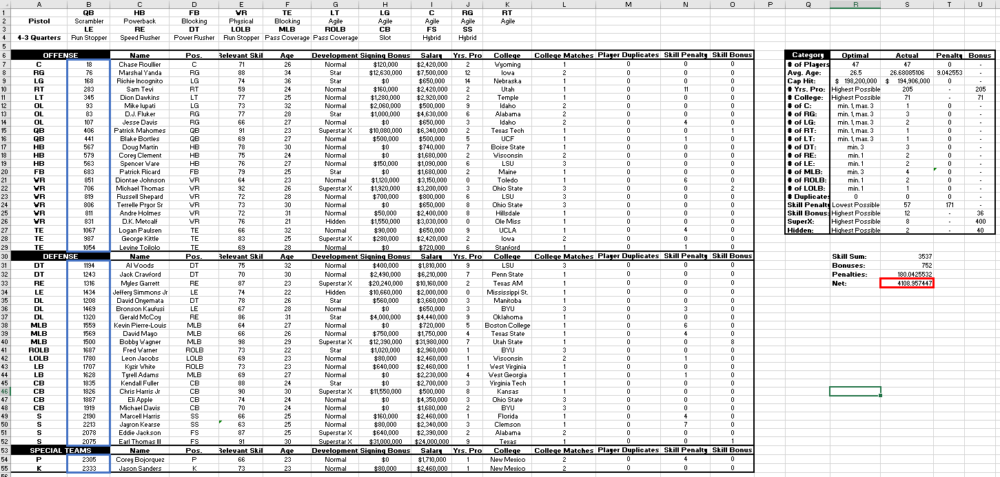 A B C D E F G H I J K L M N O P Q R S T U
1 QB HB FB WR TE LT LG C RG RT
2 Pistol Scrambler Powerback Blocking Physical Blocking Agile Agile Agile Agile Agile
3 LE RE DT LOLB MLB ROLB CB FS SS
4 4-3 Quarters Run Stopper Speed Rusher Power Rusher Run Stopper Pass Coverage Pass Coverage Slot Hybrid Hybrid
5
6 OFFENSE Name Pos. Relevant Skil Age Development Signing Bonus Salary Yrs. Pro College College Matches Player Duplicates Skill Penalty Skill Bonus Category Optimal Actual Penalty Bonus
7 C 18 Chase Roullier C 71 26 Normal $120,000 $2,420,000 2 Wyoming 1 0 0 0 # of Players 47 47 0 -
8 RG 76 Marshal Yanda RG 88 34 Star $12,630,000 $7,500,000 12 Iowa 2 0 0 0 Avg. Age: 26.5 26.68085106 9.042553 -
9 LG 168 Richie Incognito LG 74 36 Star $0 $650,000 14 Nebraska 1 0 0 0 Cap Hit: $ 198,200,000 $ 194,906,000 0 -
10 RT 283 Sam Tevi RT 59 24 Normal $160,000 $2,420,000 2 Utah 1 0 11 0 # Yrs. Pro: Highest Possible 205 - 205
11 LT 345 Dion Dawkins LT 77 25 Normal $1,280,000 $2,920,000 2 Temple 1 0 0 0 # College: Highest Possible 71 - 71
12 OL 93 Mike Iupati LG 73 32 Normal $2,060,000 $500,000 9 Idaho 2 0 0 0 # of C: min. 1, max. 3 1 0 -
13 OL 83 D.J. Fluker RG 77 28 Star $1,000,000 $4,630,000 6 Alabama 2 0 0 0 # of RG: min. 1, max. 3 3 0 -
14 OL 107 Jesse Davis RG 66 27 Normal $0 $650,000 3 Idaho 2 0 4 0 # of LG: min. 1, max. 3 2 0 -
15 QB 406 Patrick Mahomes QB 91 23 Superstar X $10,080,000 $6,340,000 2 Texas Tech 1 0 0 1 # of RT: min. 1, max. 3 1 0 -
16 QB 441 Blake Bortles QB 69 27 Normal $500,000 $500,000 5 UCF 1 0 1 0 # of LT: min. 1, max. 3 1 0 -
17 HB 567 Doug Martin HB 78 30 Normal $0 $740,000 7 Boise State 1 0 0 0 # of DT: min. 3 3 0 -
18 HB 579 Corey Clement HB 75 24 Normal $0 $1,680,000 2 Wisconsin 2 0 0 0 # of RE: min. 1 2 0 -
19 HB 563 Spencer Ware HB 76 27 Normal $150,000 $1,090,000 6 LSU 3 0 0 0 # of LE: min. 1 2 0 -
20 FB 683 Patrick Ricard FB 79 25 Star $0 $1,680,000 2 Maine 1 0 0 0 # of MLB: min. 3 4 0 -
21 WR 851 Diontae Johnson WR 64 23 Normal $1,120,000 $3,150,000 0 Toledo 1 0 6 0 # of ROLB: min. 1 2 0 -
22 WR 706 Michael Thomas WR 92 26 Superstar X $1,920,000 $3,200,000 3 Ohio State 3 0 0 2 # of LOLB: min. 1 1 0 -
23 WR 819 Russell Shepard WR 72 28 Normal $700,000 $800,000 6 LSU 3 0 0 0 # Duplicates 0 0 0 -
24 WR 806 Terrelle Pryor Sr WR 73 30 Normal $0 $650,000 8 Ohio State 3 0 0 0 Skill Penalty Lowest Possible 57 171 -
25 WR 811 Andre Holmes WR 72 31 Normal $50,000 $2,400,000 8 Hillsdale 1 0 0 0 Skill Bonus: Highest Possible 12 - 36
26 WR 831 D.K. Metcalf WR 76 21 Hidden $1,550,000 $3,030,000 0 Ole Miss 1 0 0 0 SuperX: Highest Possible 8 - 400
27 TE 1067 Logan Paulsen TE 66 32 Normal $90,000 $650,000 9 UCLA 1 0 4 0 Hidden: Highest Possible 2 - 40
28 TE 987 George Kittle TE 83 25 Superstar X $280,000 $2,420,000 2 Iowa 2 0 0 0
29 TE 1054 Levine Toilolo TE 69 28 Normal $0 $720,000 6 Stanford 1 0 1 0
30 DEFENSE Name Pos. Relevant Skil Age Development Signing Bonus Salary Yrs. Pro College College Matches Player Duplicates Skill Penalty Skill Bonus Skill Sum: 3537
31 DT 1194 Al Woods DT 75 32 Normal $400,000 $1,810,000 9 LSU 3 0 0 0 Bonuses: 752
32 DT 1243 Jack Crawford DT 70 30 Normal $2,490,000 $6,210,000 7 Penn State 1 0 0 0 Penalties: 180.0425532
33 RE 1316 Myles Garrett RE 87 23 Superstar X $20,240,000 $10,160,000 2 Texas AM 1 0 0 0 Net: 4108.957447
34 LE 1434 Jeffery Simmons Jr LE 74 22 Hidden $10,660,000 $2,000,000 0 Mississippi St. 1 0 0 0
35 DL 1208 David Onyemata DT 78 26 Star $560,000 $3,660,000 3 Manitoba 1 0 0 0
36 DL 1469 Bronson Kaufusi LE 67 28 Normal $0 $650,000 3 BYU 3 0 3 0
37 DL 1320 Gerald McCoy RE 86 31 Star $4,000,000 $4,440,000 9 Oklahoma 1 0 0 0
38 MLB 1559 Kevin Pierre-Louis MLB 64 27 Normal $0 $720,000 5 Boston College 1 0 6 0
39 MLB 1569 David Mayo MLB 66 26 Normal $750,000 $1,750,000 4 Texas State 1 0 4 0
40 MLB 1500 Bobby Wagner MLB 98 29 Superstar X $12,390,000 $31,980,000 7 Utah State 1 0 0 8
41 ROLB 1687 Fred Warner ROLB 73 22 Star $1,020,000 $2,960,000 1 BYU 3 0 0 0
42 LOLB 1780 Leon Jacobs LOLB 69 23 Normal $80,000 $2,460,000 1 Wisconsin 2 0 1 0
43 LB 1707 Kyzir White ROLB 73 23 Normal $640,000 $2,460,000 1 West Virginia 1 0 0 0
44 LB 1628 Tyrell Adams MLB 69 27 Normal $0 $2,230,000 4 West Georgia 1 0 1 0
45 CB 1835 Kendall Fuller CB 88 24 Star $0 $2,700,000 3 Virginia Tech 1 0 0 0
46 CB 1826 Chris Harris Jr CB 90 30 Superstar X $11,550,000 $500,000 8 Kansas 1 0 0 0
47 CB 1887 Eli Apple CB 74 24 Normal $0 $4,350,000 3 Ohio State 3 0 0 0
48 CB 1919 Michael Davis CB 70 24 Normal $0 $1,680,000 2 BYU 3 0 0 0
49 S 2190 Marcell Harris SS 66 25 Normal $160,000 $2,460,000 1 Florida 1 0 4 0
50 S 2213 Jayron Kearse SS 63 25 Normal $80,000 $2,340,000 3 Clemson 1 0 7 0
51 S 2078 Eddie Jackson FS 87 25 Superstar X $640,000 $2,390,000 2 Alabama 2 0 0 0
52 S 2075 Earl Thomas III FS 91 30 Superstar X $31,000,000 $24,000,000 9 Texas 1 0 0 1
53 SPECIAL TEAMS Name Pos. Relevant Skil Age Development Signing Bonus Salary Yrs. Pro College College Matches Player Duplicates Skill Penalty Skill Bonus
54 P 2305 Corey Bojorquez P 66 23 Normal $0 $1,710,000 1 New Mexico 2 0 4 0
55 K 2333 Jason Sanders K 73 23 Normal $80,000 $2,460,000 1 New Mexico 2 0 0 0